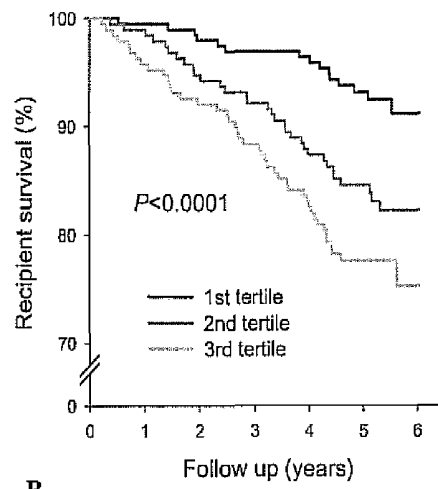 100
90
80
70
0
Recipient survival (%)
P<0.0001
1st tertile
2nd tertile
3rd tertile
0 1 2 3 4 5 6
Follow up (years)
B